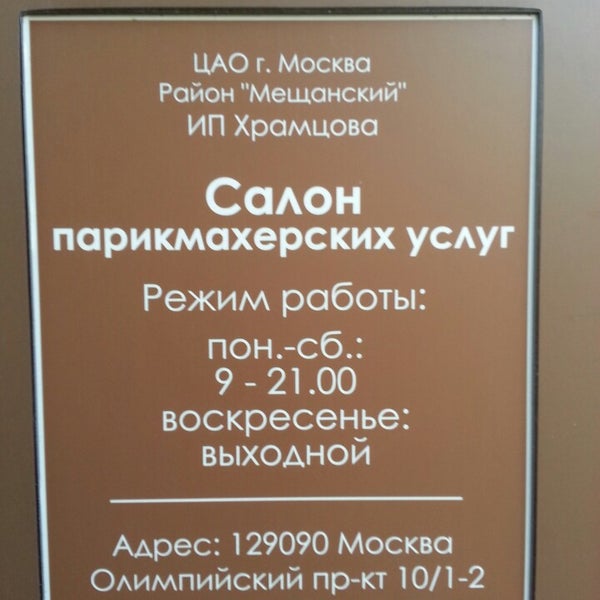 ЦАО г. Москва
Район "Мещанский"
ИП Храмцова
Салон
парикмахерских услуг
Режим работы:
пон.-сб.:
9 - 21.00
воскресенье:
выходной
Адрес: 129090 Москва
Олимпийский пр-кт 10/1-2